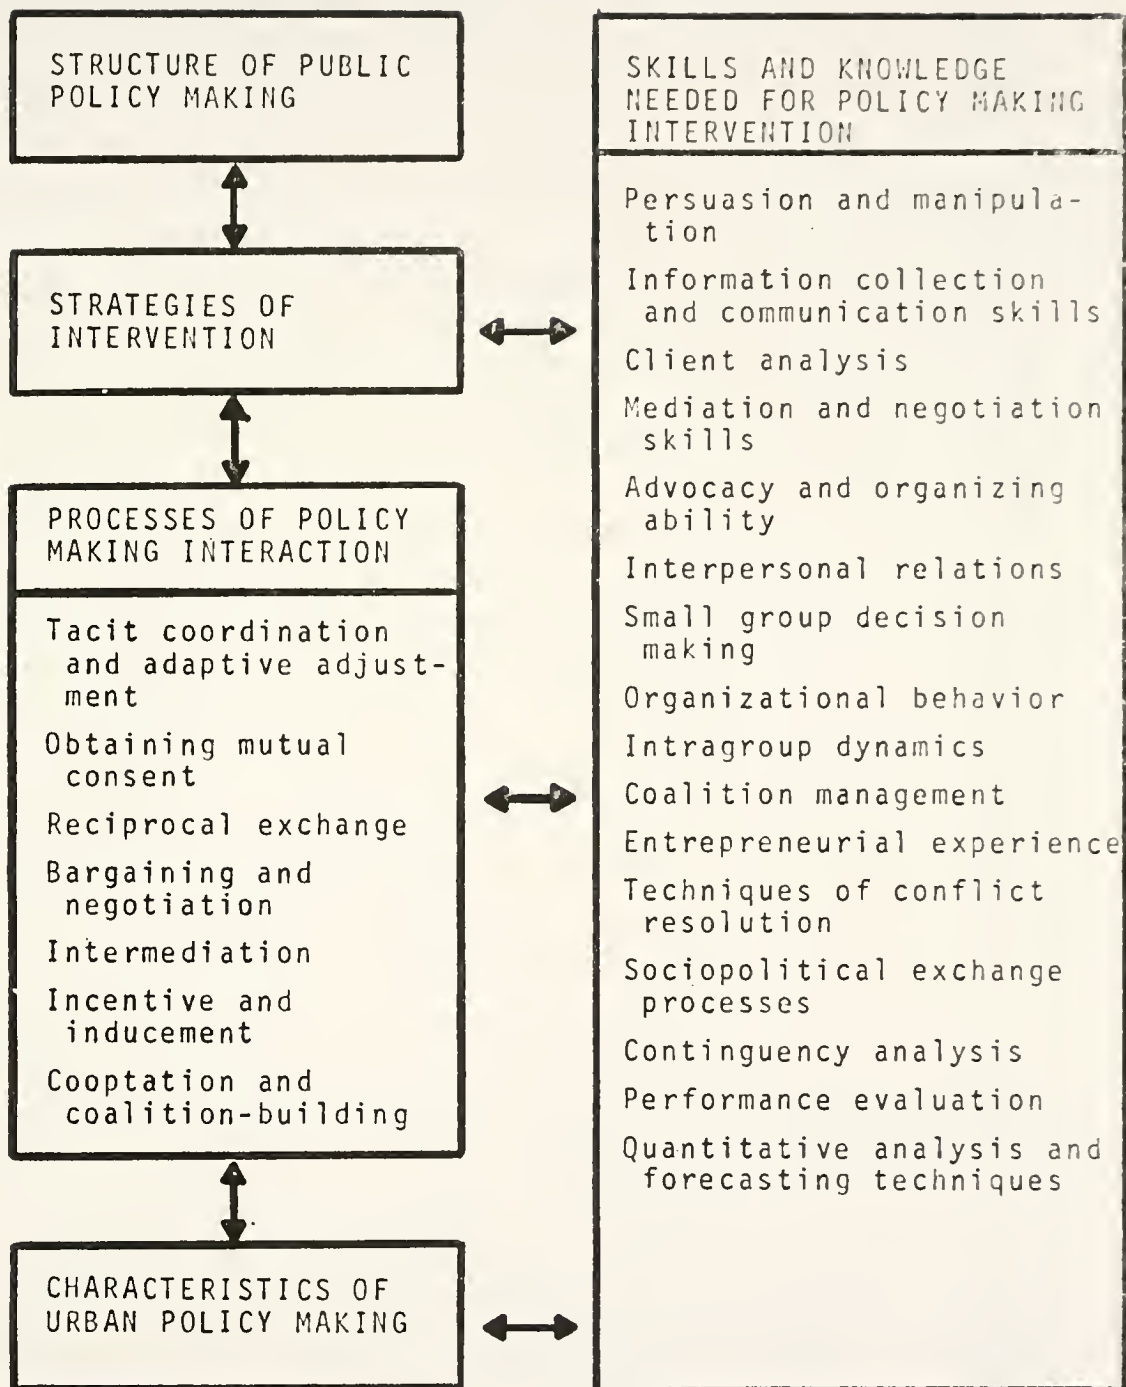 STRUCTURE OF PUBLIC
POLICY MAKING
STRATEGIES OF
INTERVENTION
PROCESSES OF POLICY
MAKING INTERACTION
Tacit coordination
and adaptive adjust-
ment
Obtaining mutual
consent
Reciprocal exchange
Bargaining and
negotiation
Intermediation
Incentive and
inducement
Cooptation and
coalition-building
CHARACTERISTICS OF
URBAN POLICY MAKING
SKILLS AND KNOWLEDGE
NEEDED FOR POLICY MAKING
INTERVENTION
Persuasion and manipula-
tion
Information collection
and communication skills
Client analysis
Mediation and negotiation
skills
Advocacy and organizing
ability
Interpersonal relations
Small group decision
making
Organizational behavior
Intragroup dynamics
Coalition management
Entrepreneurial experience
Techniques of conflict
resolution
Sociopolitical exchange
processes
Continguency analysis
Performance evaluation
Quantitative analysis and
forecasting techniques